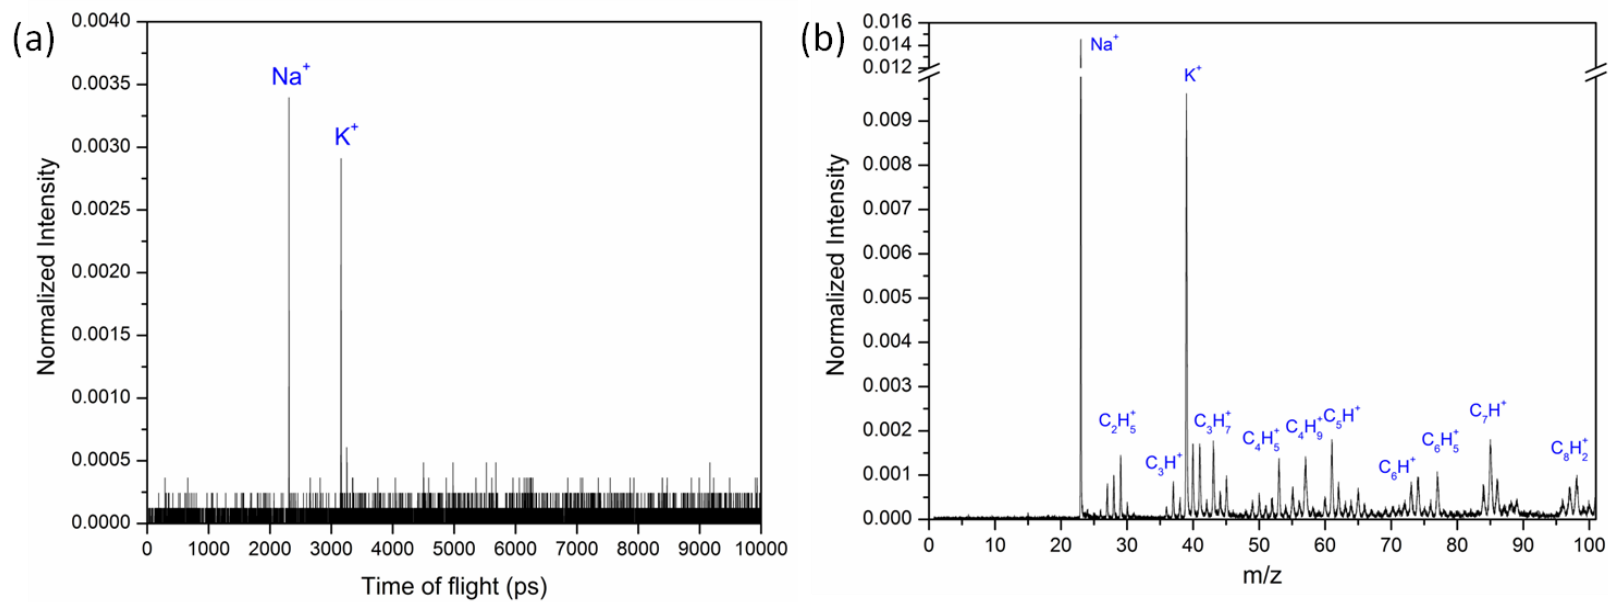 (a)
Normalized Intensity
0.0040
0.0035
0.0030
0.0025
0.0020
0.0015
0.0010
0.0005
0.0000
Na⁺
K⁺
0 1000 2000 3000 4000 5000 6000 7000 8000 9000 10000
Time of flight (ps)
(b)
Normalized Intensity
0.016
0.014
0.012
0.009
0.008
0.007
0.006
0.005
0.004
0.003
0.002
0.001
0.000
Na⁺
K⁺
C₂H₅⁺
C₃H⁺
C₃H₇⁺
C₄H₅⁺
C₄H₉⁺
C₅H⁺
C₆H⁺
C₆H₅⁺
C₇H⁺
C₈H₂⁺
0 10 20 30 40 50 60 70 80 90 100
m/z